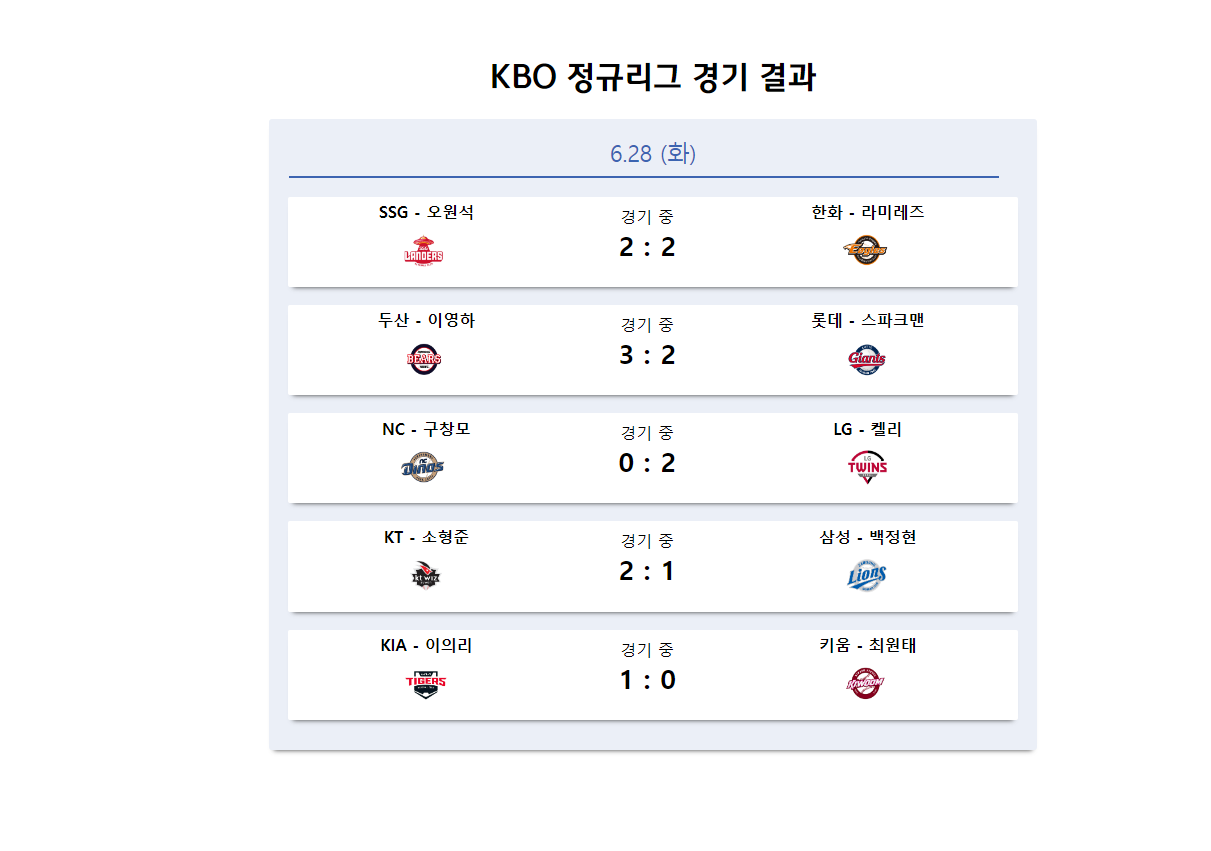 KBO 정규리그 경기 결과
6.28 (화)
SSG - 오원석
경기 중
한화 - 라미레즈
LANDERS
2 : 2
Eagles
두산 - 이영하
경기 중
롯데 - 스파크맨
BEARS
3 : 2
Giants
NC - 구창모
경기 중
LG - 켈리
NC
DINOS
0 : 2
LG
TWINS
KT - 소형준
경기 중
삼성 - 백정현
KT WIZ
2 : 1
LIONS
KIA - 이의리
경기 중
키움 - 최원태
TIGERS
1 : 0
Kiwoom